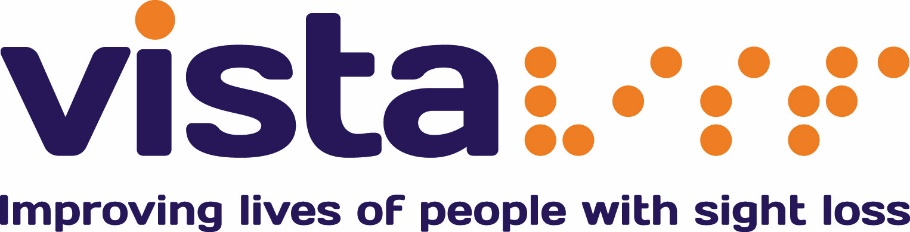 vista ⠧⠊⠎⠞⠁
Improving lives of people with sight loss